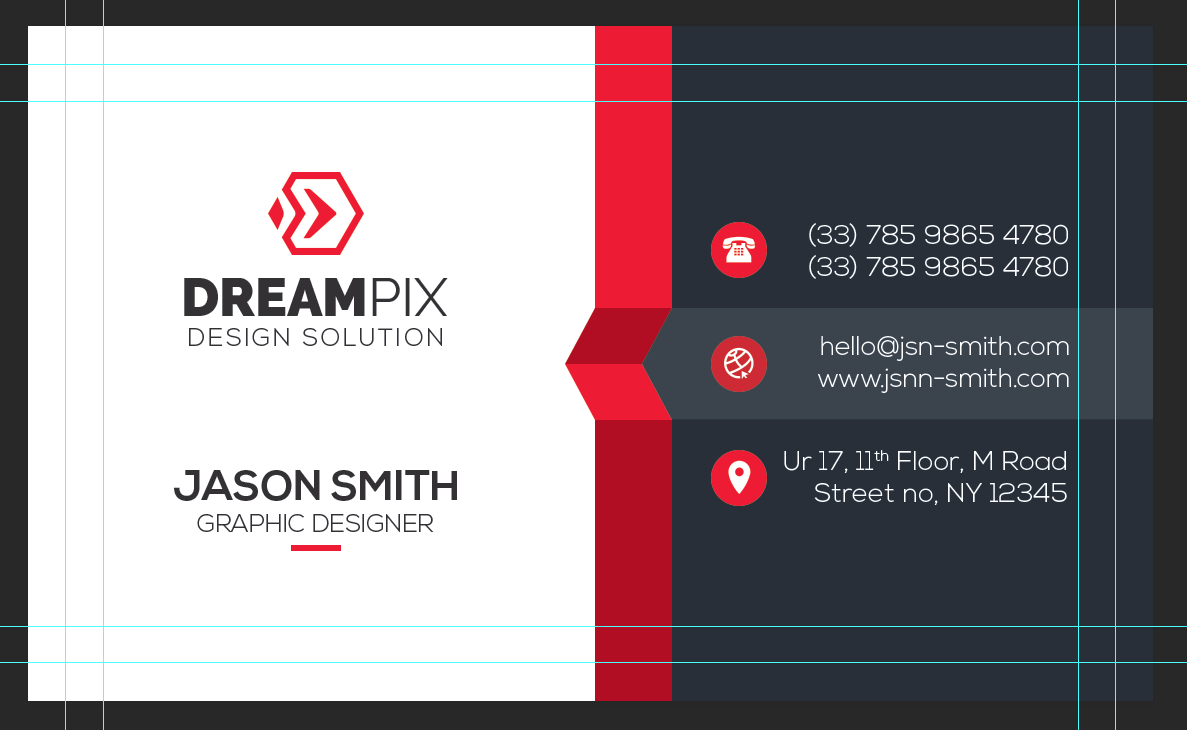 DREAMPIX
DESIGN SOLUTION
JASON SMITH
GRAPHIC DESIGNER
(33) 785 9865 4780
(33) 785 9865 4780
hello@jsn-smith.com
www.jsnn-smith.com
Ur 17, 11th Floor, M Road
Street no, NY 12345